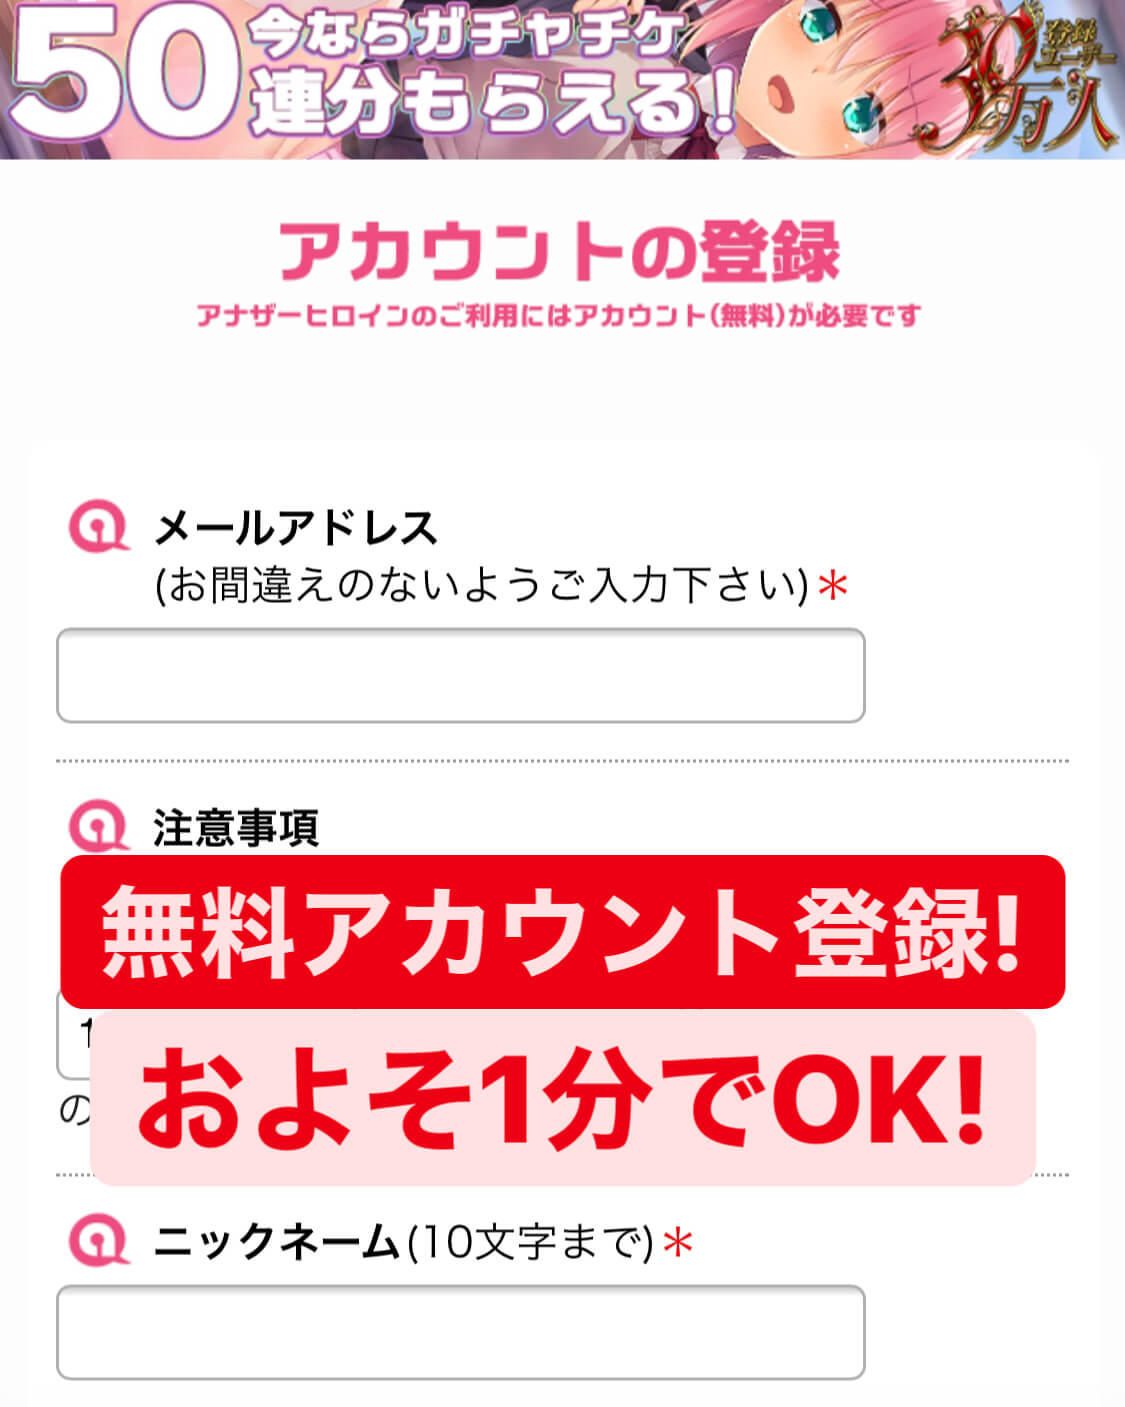 50
今ならガチャチケ
連分もらえる!
登録
ユーザー
30万人
アカウントの登録
アナザーヒロインのご利用にはアカウント(無料)が必要です
メールアドレス
(お間違えのないようご入力下さい)*
注意事項
無料アカウント登録!
およそ1分でOK!
の
ニックネーム(10文字まで)*